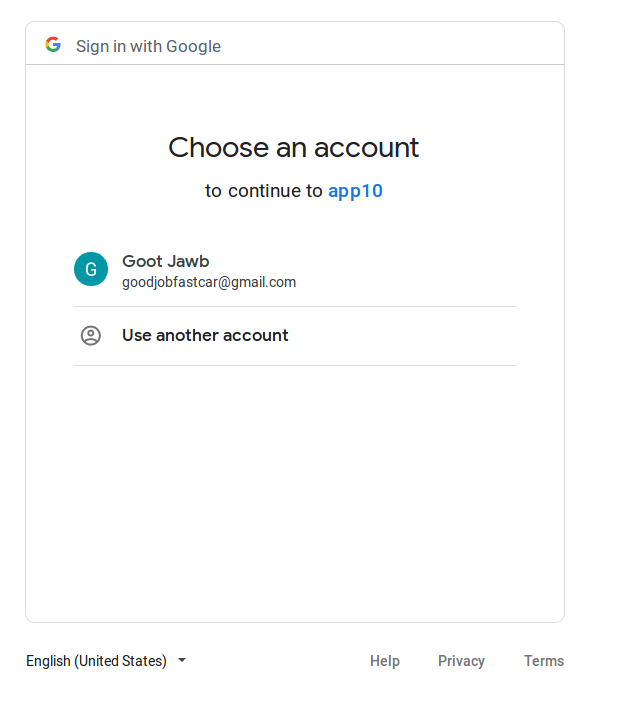 Sign in with Google
Choose an account
to continue to app10
G
Goot Jawb
goodjobfastcar@gmail.com
Use another account
English (United States)
Help
Privacy
Terms